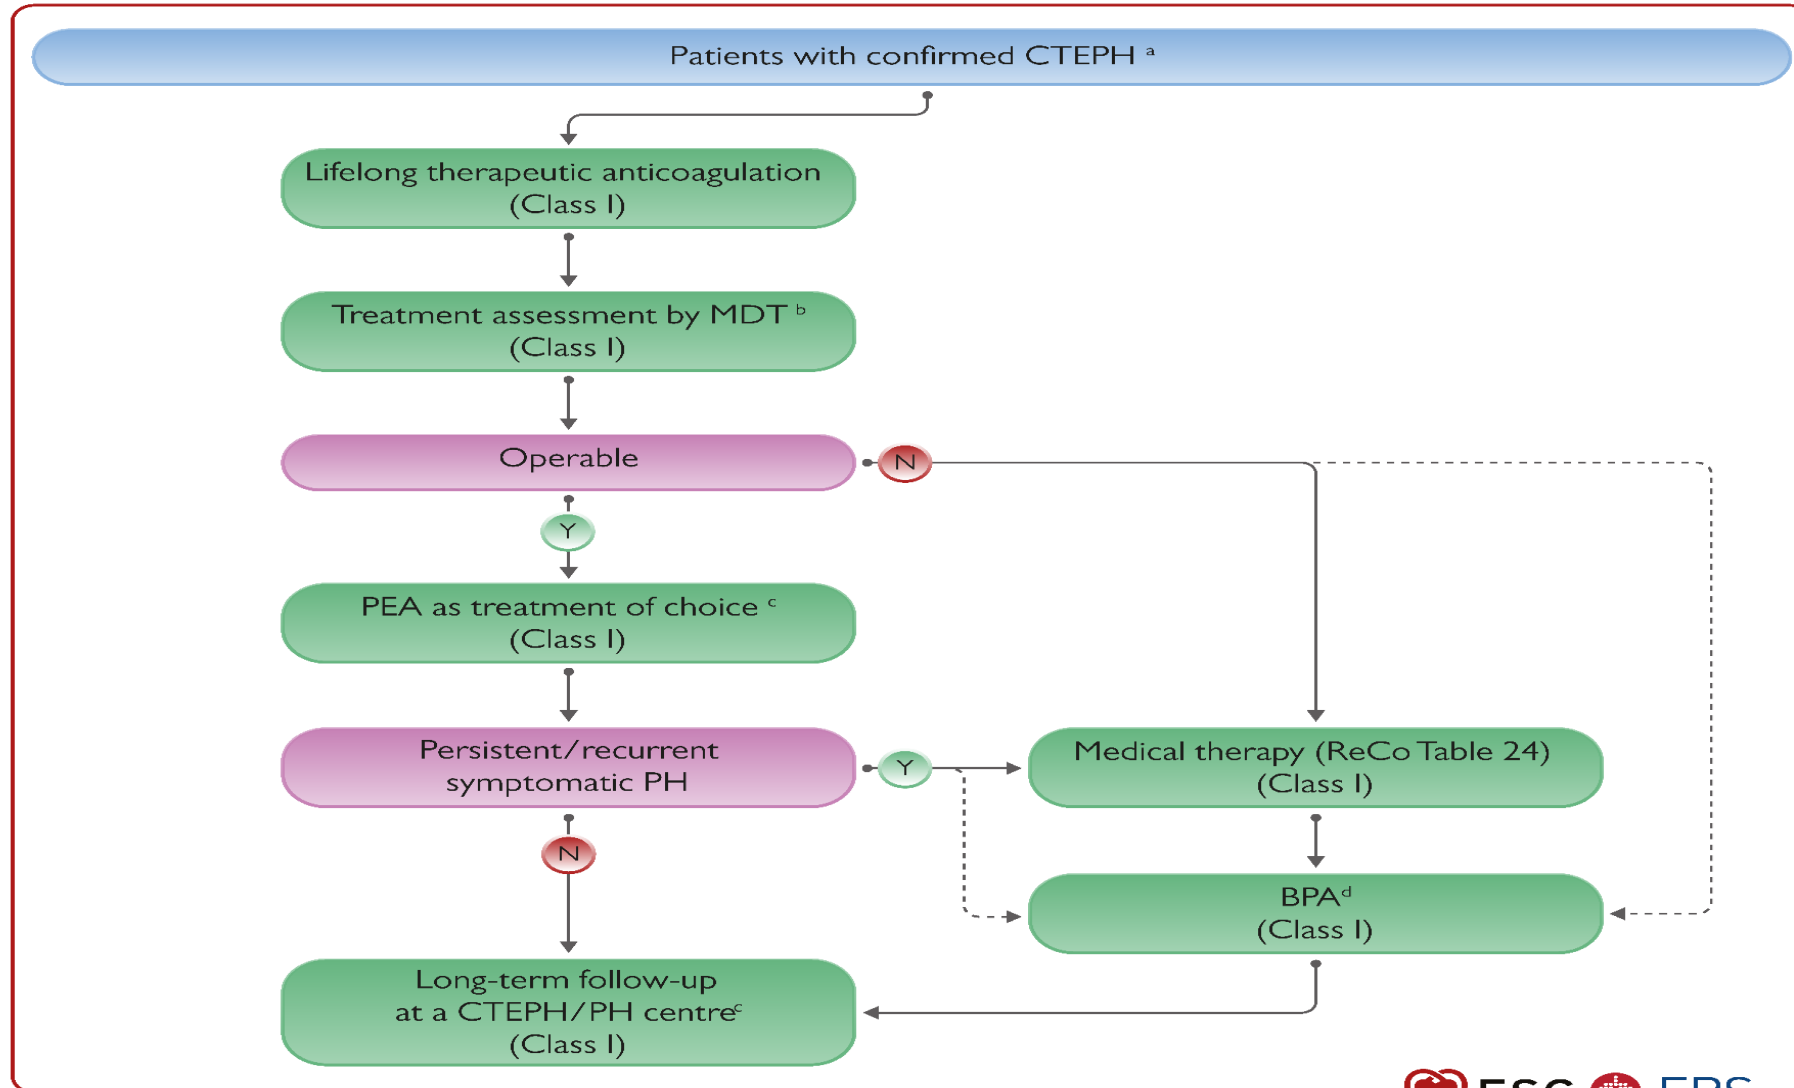 Patients with confirmed CTEPH a
Lifelong therapeutic anticoagulation
(Class I)
Treatment assessment by MDT b
(Class I)
Operable
N
Y
PEA as treatment of choice c
(Class I)
Persistent/recurrent
symptomatic PH
Y
Medical therapy (ReCo Table 24)
(Class I)
N
BPAd
(Class I)
Long-term follow-up
at a CTEPH/PH centrec
(Class I)
ESC ERS